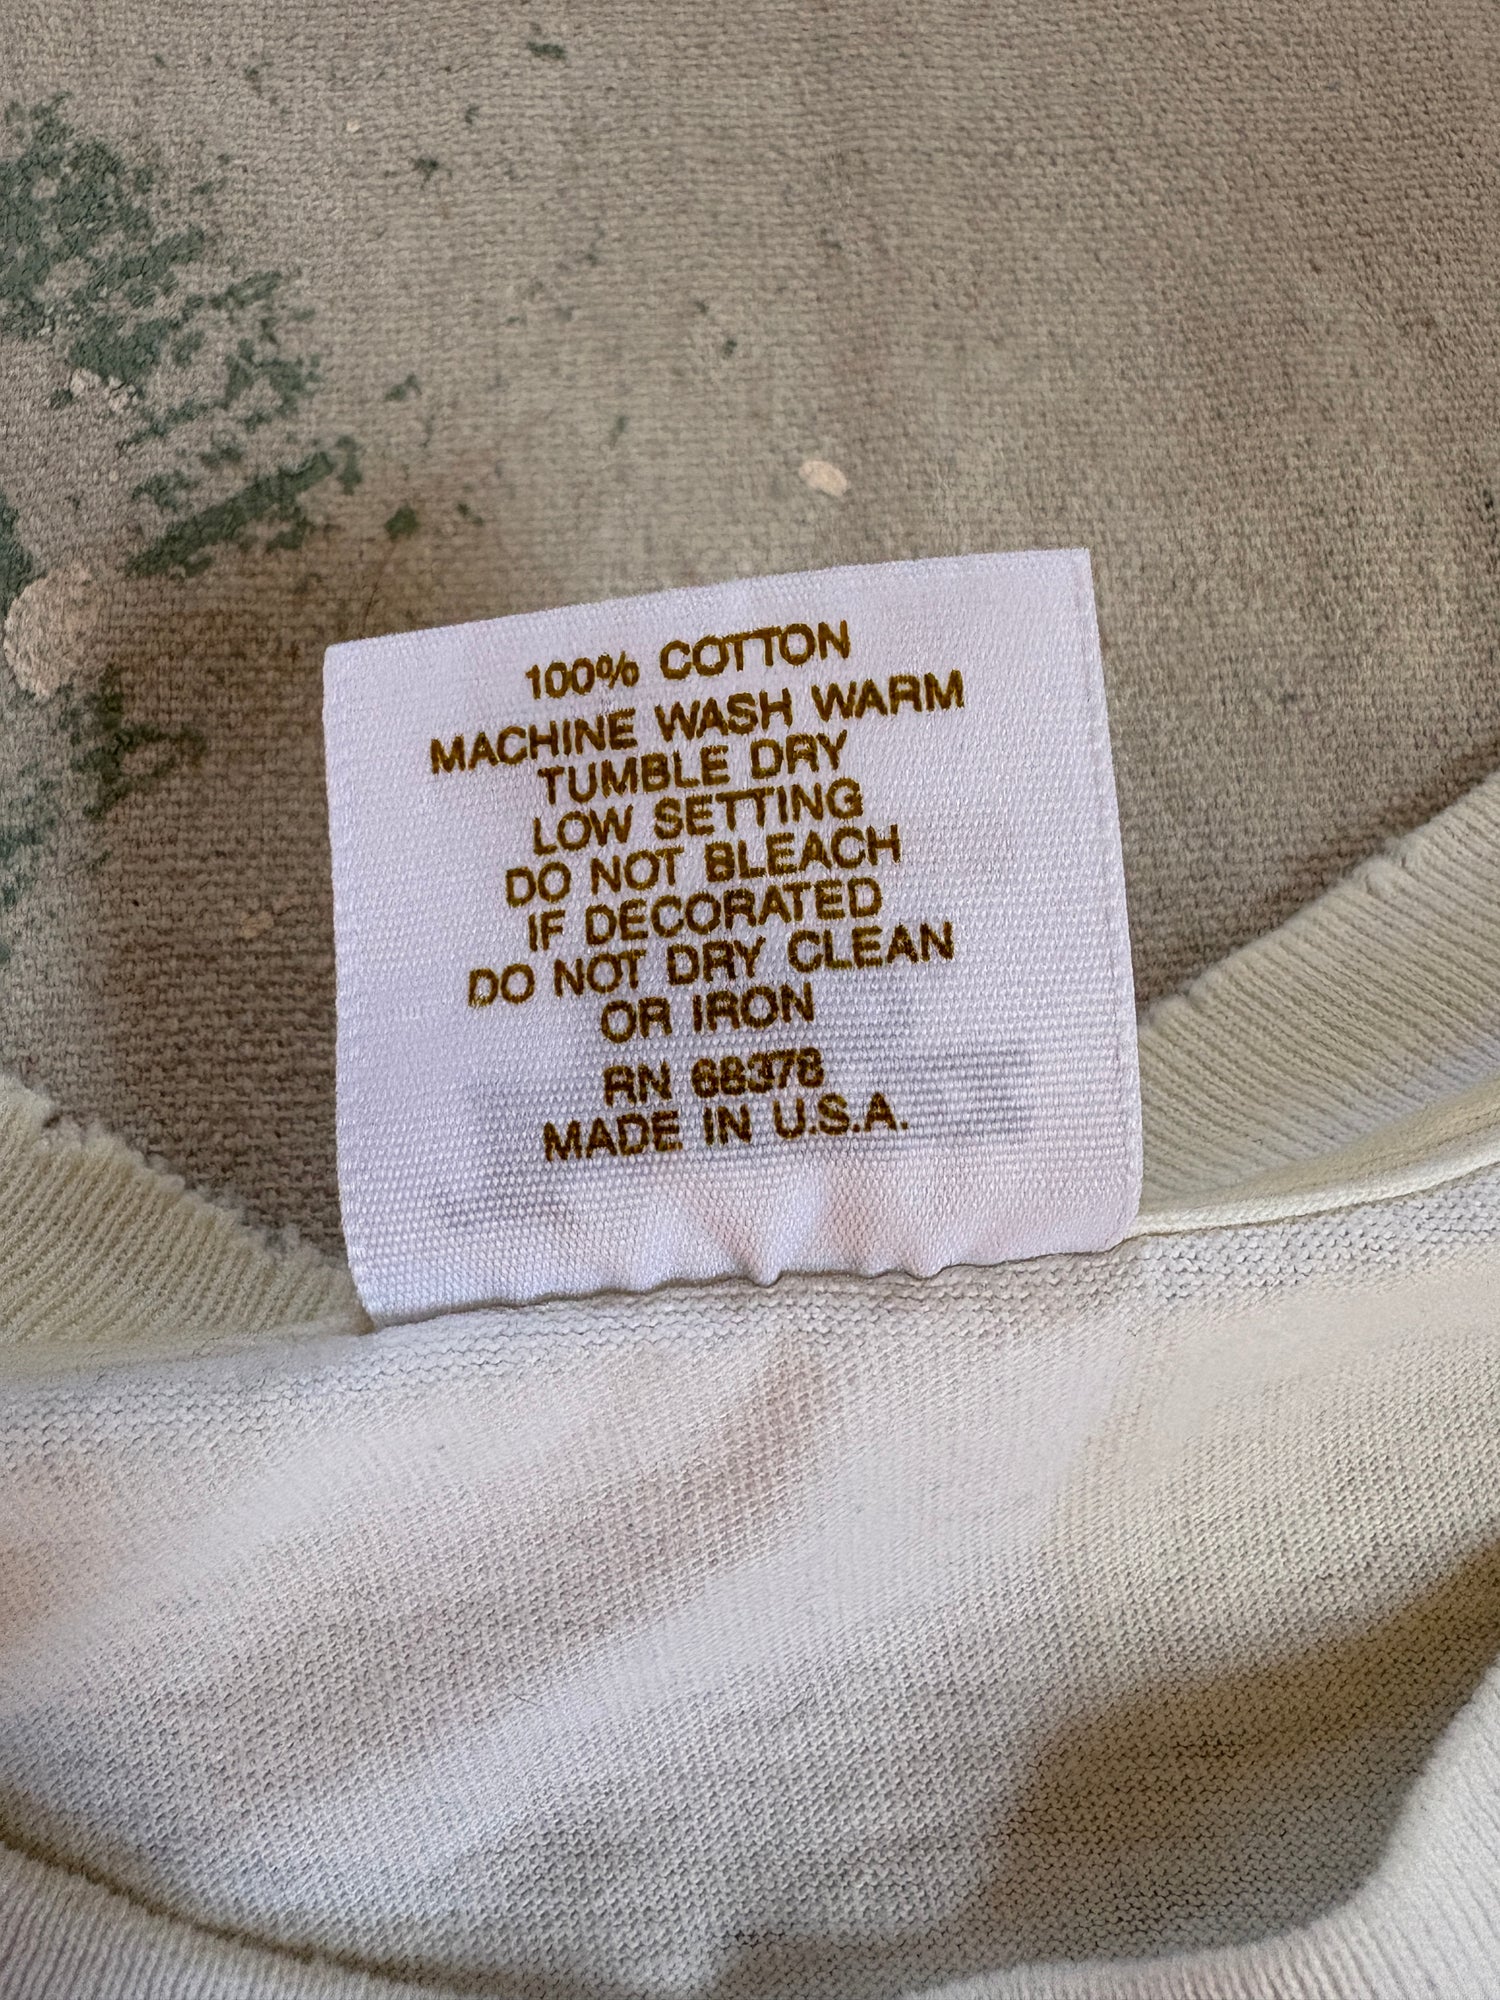 100% COTTON
MACHINE WASH WARM
TUMBLE DRY
LOW SETTING
DO NOT BLEACH
IF DECORATED
DO NOT DRY CLEAN
OR IRON
RN 68378
MADE IN U.S.A.